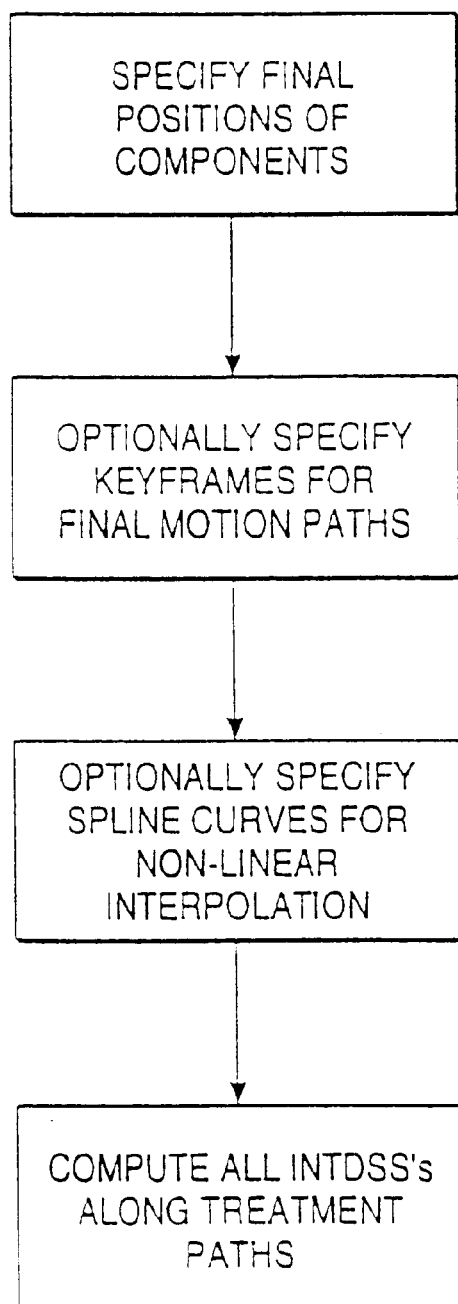 SPECIFY FINAL
POSITIONS OF
COMPONENTS
OPTIONALLY SPECIFY
KEYFRAMES FOR
FINAL MOTION PATHS
OPTIONALLY SPECIFY
SPLINE CURVES FOR
NON-LINEAR
INTERPOLATION
COMPUTE ALL INTDSS's
ALONG TREATMENT
PATHS